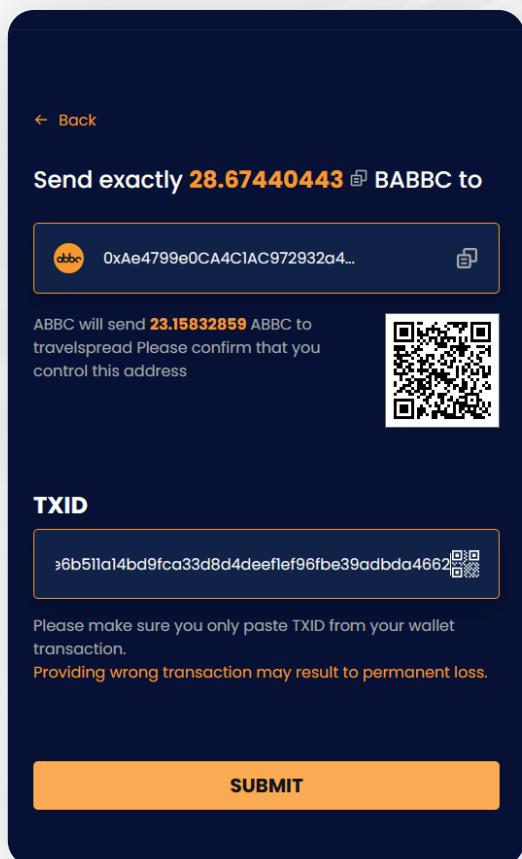 ← Back
Send exactly 28.67440443 BABBC to
abbc 0xAe4799e0CA4C1AC972932a4...
ABBC will send 23.15832859 ABBC to
travelspread Please confirm that you
control this address
TXID
e6b511a14bd9fca33d8d4deef1ef96fbe39adbda4662
Please make sure you only paste TXID from your wallet
transaction.
Providing wrong transaction may result to permanent loss.
SUBMIT